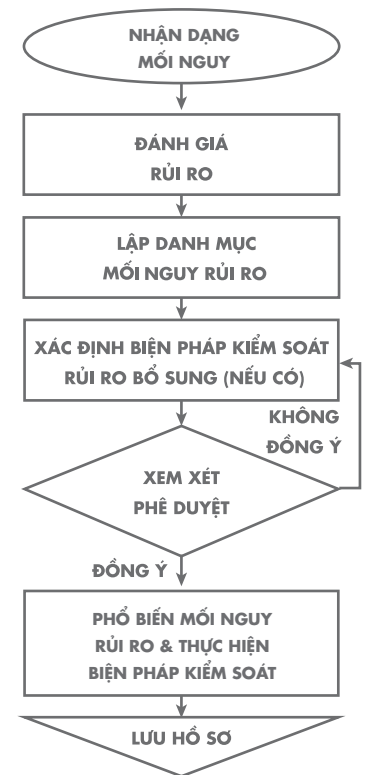 NHẬN DẠNG
MỐI NGUY
ĐÁNH GIÁ
RỦI RO
LẬP DANH MỤC
MỐI NGUY RỦI RO
XÁC ĐỊNH BIỆN PHÁP KIỂM SOÁT
RỦI RO BỔ SUNG (NẾU CÓ)
KHÔNG
ĐỒNG Ý
XEM XÉT
PHÊ DUYỆT
ĐỒNG Ý
PHỔ BIẾN MỐI NGUY
RỦI RO & THỰC HIỆN
BIỆN PHÁP KIỂM SOÁT
LƯU HỒ SƠ